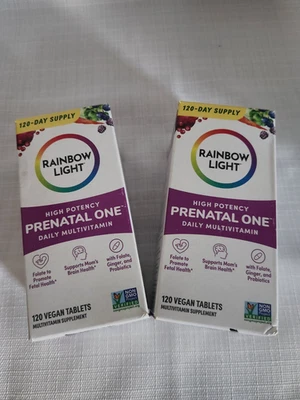 120-DAY SUPPLY
RAINBOW
LIGHT
HIGH POTENCY
PRENATAL ONE
DAILY MULTIVITAMIN
Folate to
Promote
Fetal Health*
Supports Mom's
Brain Health*
with Folate,
Ginger, and
Probiotics
120 VEGAN TABLETS
MULTIVITAMIN SUPPLEMENT
NON
GMO
VERIFIED
120-DAY SUPPLY
RAINBOW
LIGHT
HIGH POTENCY
PRENATAL ONE
DAILY MULTIVITAMIN
Folate to
Promote
Fetal Health*
Supports Mom's
Brain Health*
with Folate,
Ginger, and
Probiotics
120 VEGAN TABLETS
MULTIVITAMIN SUPPLEMENT
NON
GMO
VERIFIED